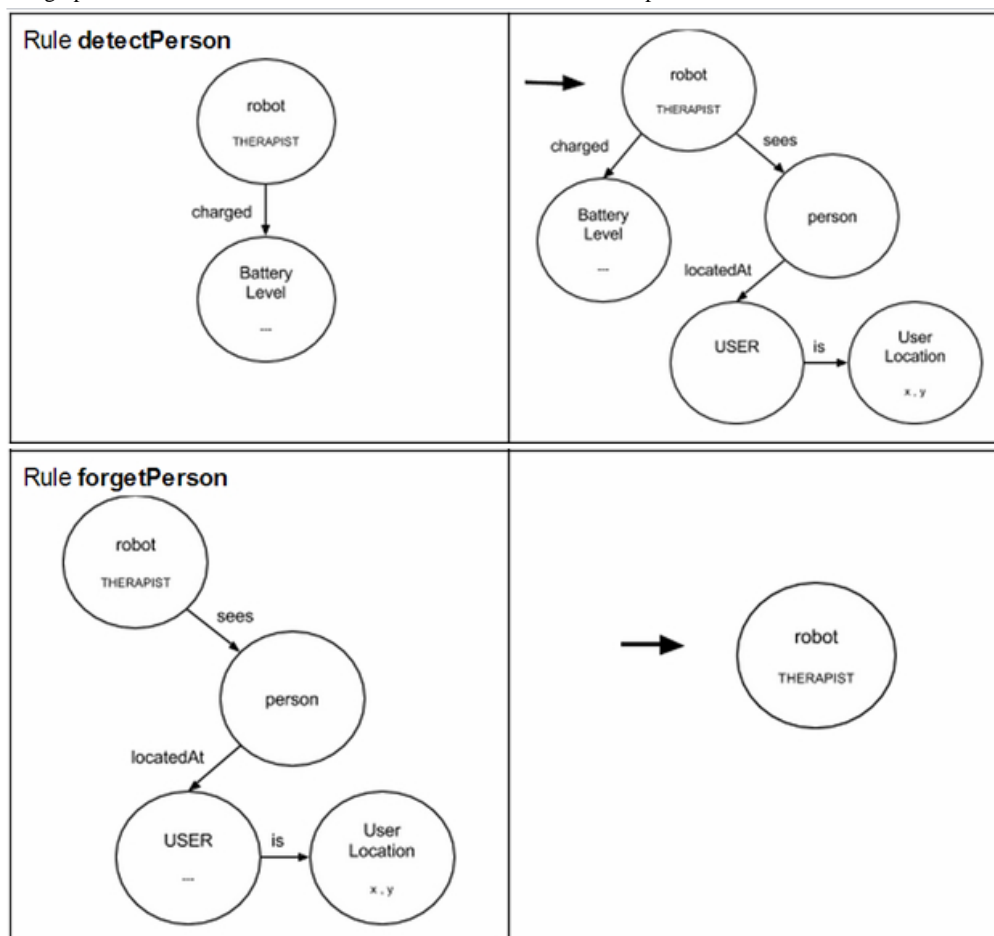 Rule detectPerson
robot
THERAPIST
charged
Battery
Level
...
robot
THERAPIST
charged
sees
Battery
Level
...
person
locatedAt
USER
is
User
Location
x , y
Rule forgetPerson
robot
THERAPIST
sees
person
locatedAt
USER
...
is
User
Location
x , y
robot
THERAPIST